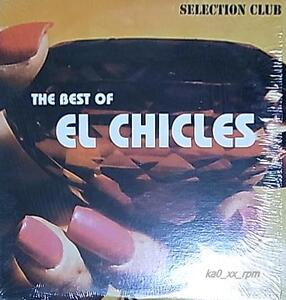 SELECTION CLUB
THE BEST OF
EL CHICLES
ka0_xx_rpm